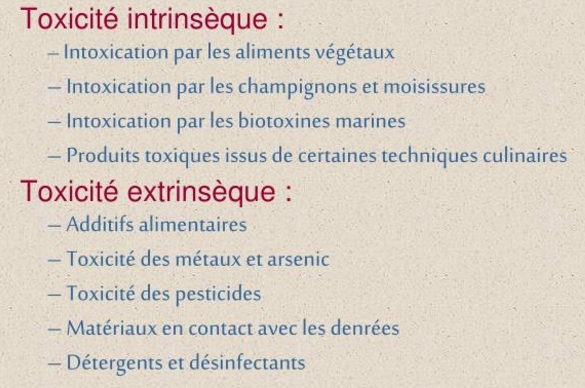 Toxicité intrinsèque :
– Intoxication par les aliments végétaux
– Intoxication par les champignons et moisissures
– Intoxication par les biotoxines marines
– Produits toxiques issus de certaines techniques culinaires
Toxicité extrinsèque :
– Additifs alimentaires
– Toxicité des métaux et arsenic
– Toxicité des pesticides
– Matériaux en contact avec les denrées
– Détergents et désinfectants